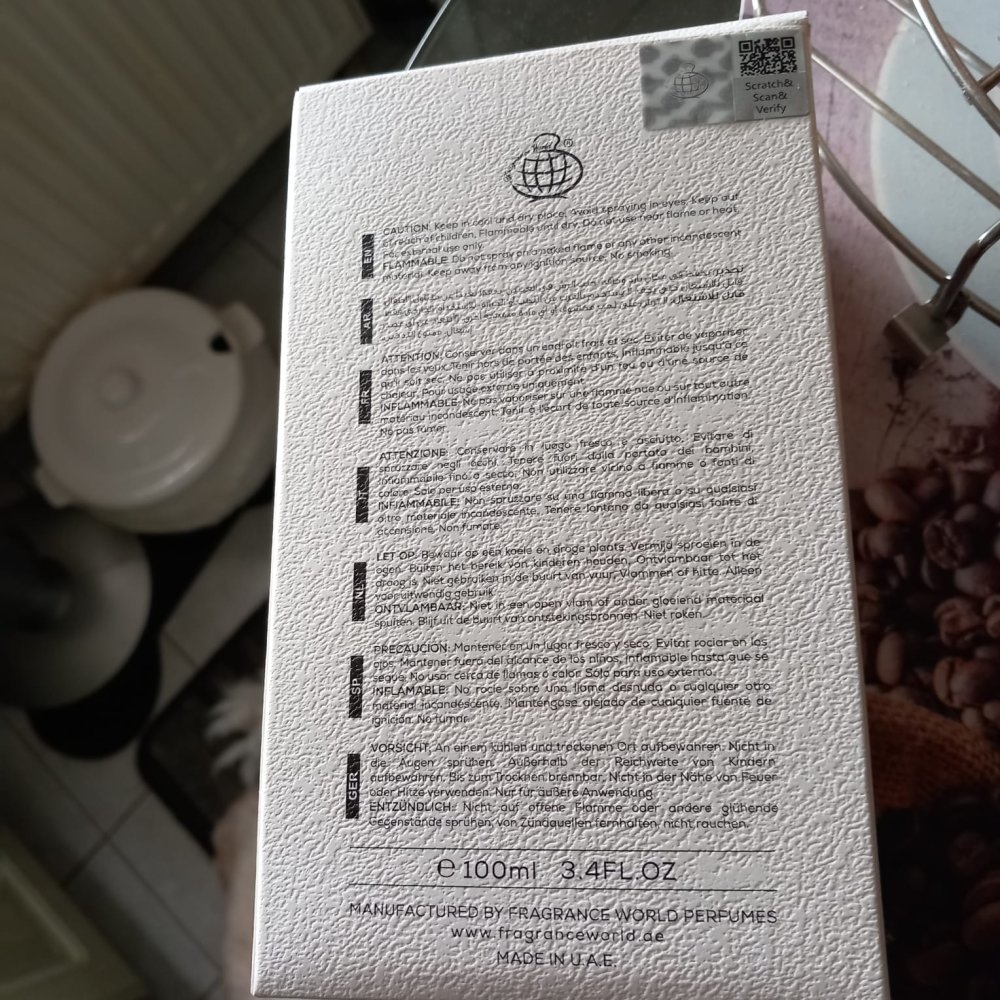 Scratch&
Scan&
Verify
World ®
EN
CAUTION: Keep in cool and dry place. Avoid spraying in eyes. Keep out
of reach of children. Flammable until dry. Do not use near flame or heat.
For external use only.
FLAMMABLE: Do not spray on a naked flame or any other incandescent
material. Keep away from any ignition source. No smoking.
AR
FR
ATTENTION: Conserver dans un endroit frais et sec. Éviter de vaporiser
dans les yeux. Tenir hors de portée des enfants. Inflammable jusqu'à ce
qu'il soit sec. Ne pas utiliser à proximité d'un feu ou d'une source de
chaleur. Pour usage externe uniquement.
INFLAMMABLE: Ne pas vaporiser sur une flamme nue ou sur tout autre
matériau incandescent. Tenir à l'écart de toute source d'inflammation.
Ne pas fumer.
ATTENZIONE: Conservare in luogo fresco e asciutto. Evitare di
spruzzare negli occhi. Tenere fuori dalla portata dei bambini.
Infiammabile fino a secco. Non utilizzare vicino a fiamme o fonti di
calore. Solo per uso esterno.
INFIAMMABILE: Non spruzzare su una fiamma libera o su qualsiasi
altro materiale incandescente. Tenere lontano da qualsiasi fonte di
accensione. Non fumare.
NL
LET OP: Bewaar op een koele en droge plaats. Vermijd sproeien in de
ogen. Buiten het bereik van kinderen houden. Ontvlambaar tot het
droog is. Niet gebruiken in de buurt van vuur, vlammen of hitte. Alleen
voor uitwendig gebruik.
ONTVLAMBAAR: Niet in een open vlam of ander gloeiend materiaal
spuiten. Blijf uit de buurt van ontstekingsbronnen. Niet roken.
SP
PRECAUCIÓN: Mantener en un lugar fresco y seco. Evitar rociar en los
ojos. Mantener fuera del alcance de los niños, inflamable hasta que se
seque. No usar cerca de llamas o calor. Solo para uso externo.
INFLAMABLE: No rocíe sobre una llama desnuda o cualquier otro
material incandescente. Manténgase alejado de cualquier fuente de
ignición. No fumar.
GER
VORSICHT: An einem kühlen und trockenen Ort aufbewahren. Nicht in
die Augen sprühen. Außerhalb der Reichweite von Kindern
aufbewahren. Bis zum Trocknen brennbar. Nicht in der Nähe von Feuer
oder Hitze verwenden. Nur für äußere Anwendung.
ENTZÜNDLICH: Nicht auf offene Flamme oder andere glühende
Gegenstände sprühen, von Zündquellen fernhalten, nicht rauchen.
℮ 100ml 3.4FL.OZ
MANUFACTURED BY FRAGRANCE WORLD PERFUMES
www.fragranceworld.de
MADE IN U.A.E.